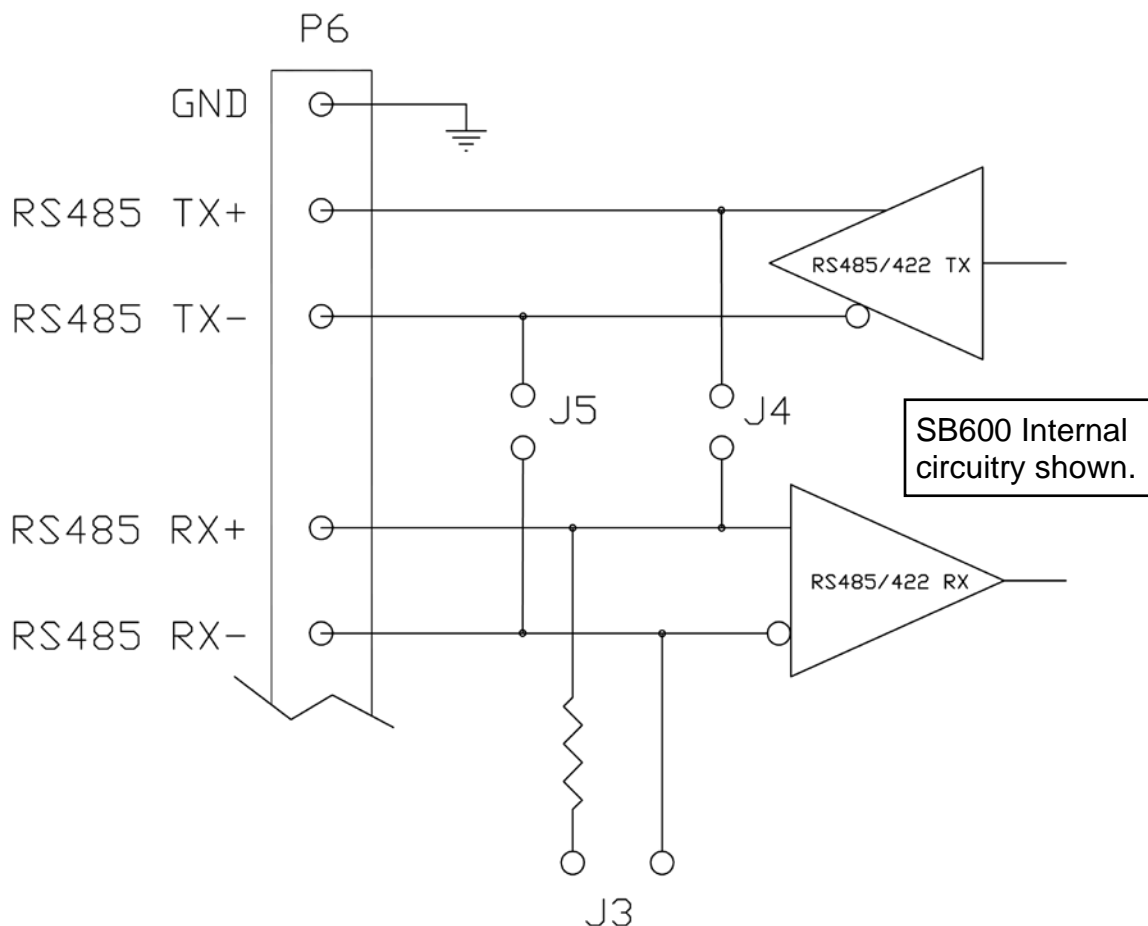 P6
GND
RS485 TX+
RS485/422 TX
RS485 TX-
J5
J4
SB600 Internal
circuitry shown.
RS485 RX+
RS485/422 RX
RS485 RX-
J3